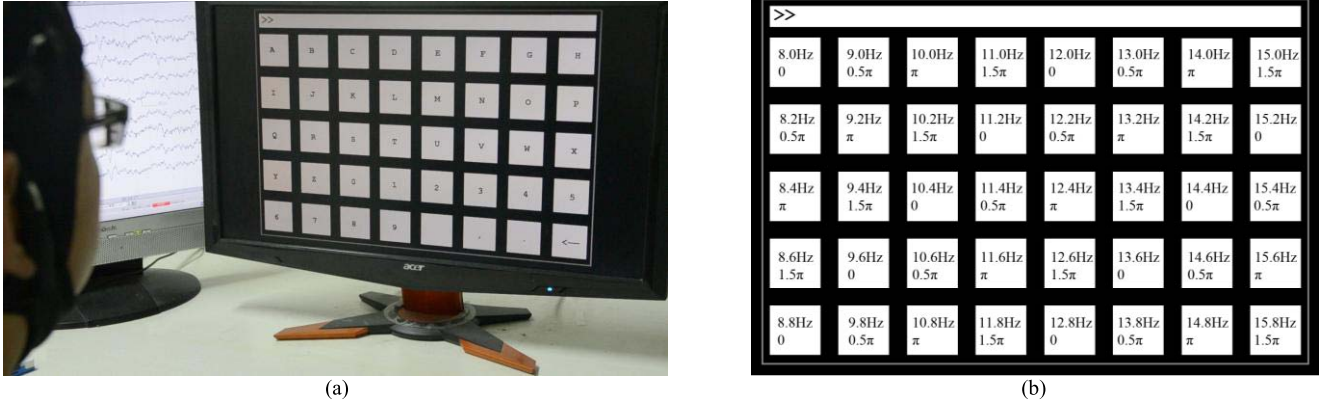 >>
A B C D E F G H
I J K L M N O P
Q R S T U V W X
Y Z 0 1 2 3 4 5
6 7 8 9 , . <—
acer
(a)
>>
8.0Hz 9.0Hz 10.0Hz 11.0Hz 12.0Hz 13.0Hz 14.0Hz 15.0Hz
0 0.5π π 1.5π 0 0.5π π 1.5π
8.2Hz 9.2Hz 10.2Hz 11.2Hz 12.2Hz 13.2Hz 14.2Hz 15.2Hz
0.5π π 1.5π 0 0.5π π 1.5π 0
8.4Hz 9.4Hz 10.4Hz 11.4Hz 12.4Hz 13.4Hz 14.4Hz 15.4Hz
π 1.5π 0 0.5π π 1.5π 0 0.5π
8.6Hz 9.6Hz 10.6Hz 11.6Hz 12.6Hz 13.6Hz 14.6Hz 15.6Hz
1.5π 0 0.5π π 1.5π 0 0.5π π
8.8Hz 9.8Hz 10.8Hz 11.8Hz 12.8Hz 13.8Hz 14.8Hz 15.8Hz
0 0.5π π 1.5π 0 0.5π π 1.5π
(b)